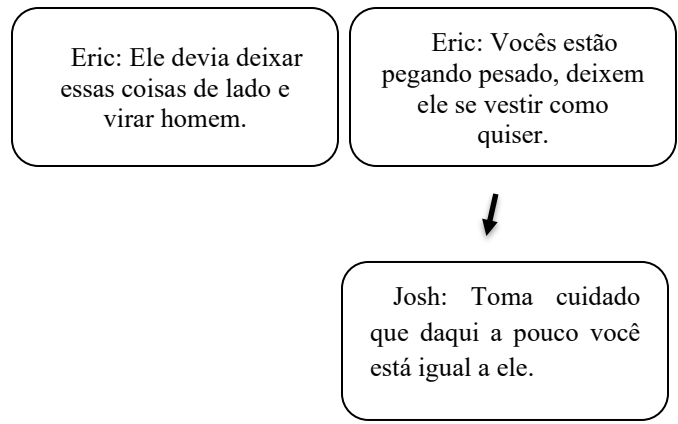 Eric: Ele devia deixar
essas coisas de lado e
virar homem.
Eric: Vocês estão
pegando pesado, deixem
ele se vestir como
quiser.
Josh: Toma cuidado
que daqui a pouco você
está igual a ele.